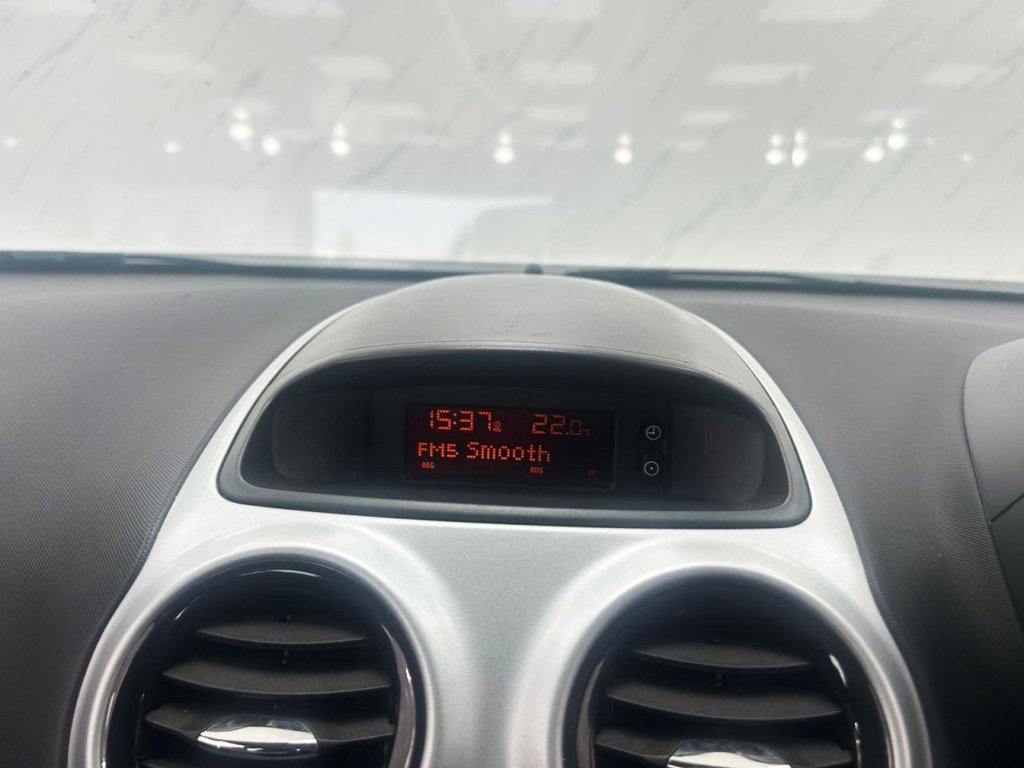 15:37 22.0°C
FM5 Smooth
REG RDS TP